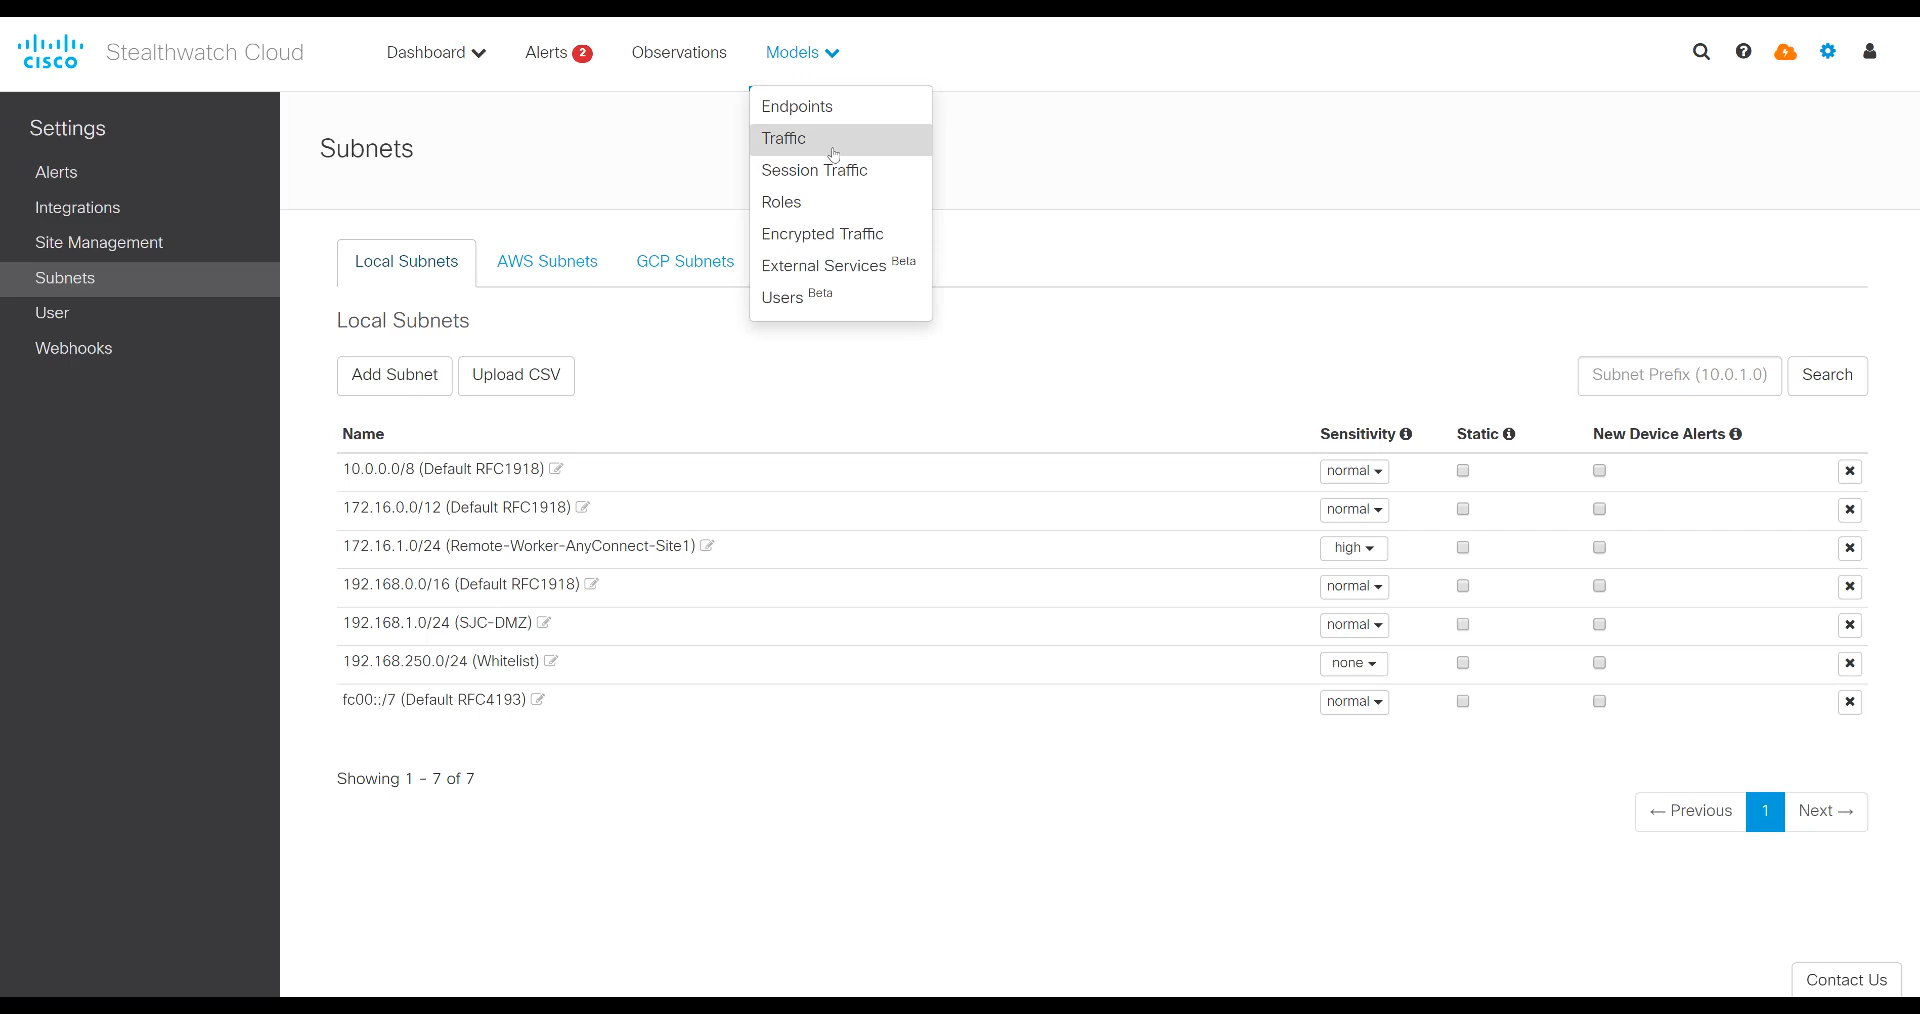 cisco Stealthwatch Cloud Dashboard Alerts 2 Observations Models
Endpoints
Traffic
Session Traffic
Roles
Encrypted Traffic
External Services Beta
Users Beta
Settings
Alerts
Integrations
Site Management
Subnets
User
Webhooks
Subnets
Local Subnets AWS Subnets GCP Subnets
Local Subnets
Add Subnet Upload CSV Subnet Prefix (10.0.1.0) Search
Name Sensitivity Static New Device Alerts
10.0.0.0/8 (Default RFC1918) normal
172.16.0.0/12 (Default RFC1918) normal
172.16.1.0/24 (Remote-Worker-AnyConnect-Site1) high
192.168.0.0/16 (Default RFC1918) normal
192.168.1.0/24 (SJC-DMZ) normal
192.168.250.0/24 (Whitelist) none
fc00::/7 (Default RFC4193) normal
Showing 1 - 7 of 7
← Previous 1 Next →
Contact Us